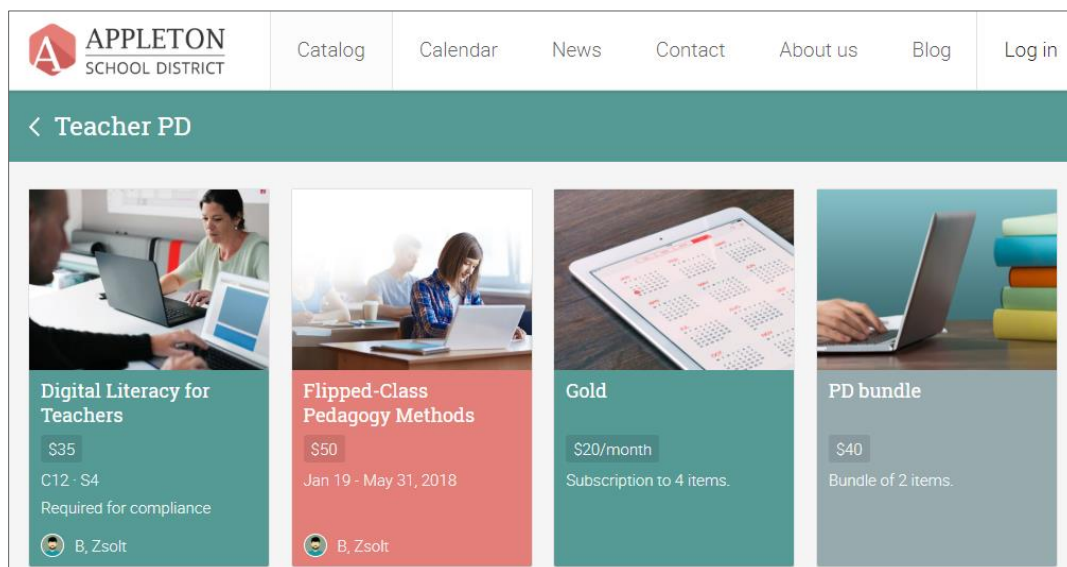 APPLETON
SCHOOL DISTRICT
Catalog
Calendar
News
Contact
About us
Blog
Log in
Teacher PD
Digital Literacy for
Teachers
$35
C12 · S4
Required for compliance
B, Zsolt
Flipped-Class
Pedagogy Methods
$50
Jan 19 - May 31, 2018
B, Zsolt
Gold
$20/month
Subscription to 4 items.
PD bundle
$40
Bundle of 2 items.